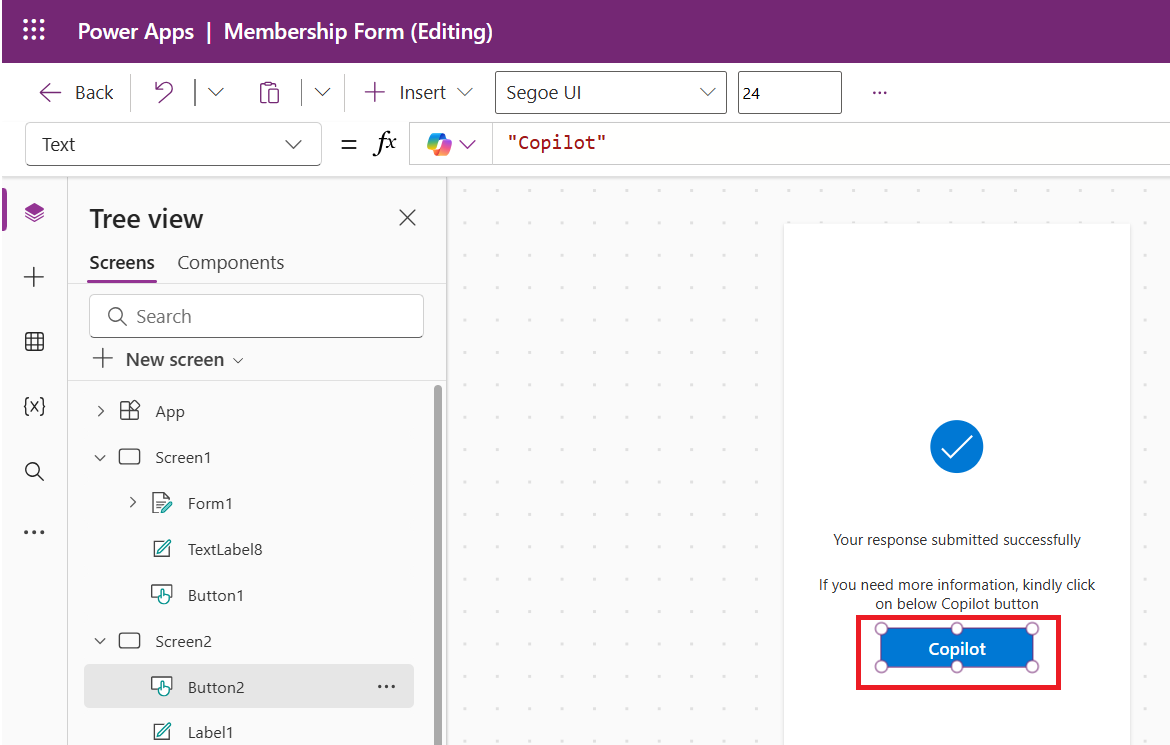 Power Apps | Membership Form (Editing)
Back
Insert
Segoe UI
24
...
Text
= fx
"Copilot"
Tree view
Screens Components
Search
New screen
App
Screen1
Form1
TextLabel8
Button1
Screen2
Button2
...
Label1
{x}
...
Your response submitted successfully
If you need more information, kindly click
on below Copilot button
Copilot